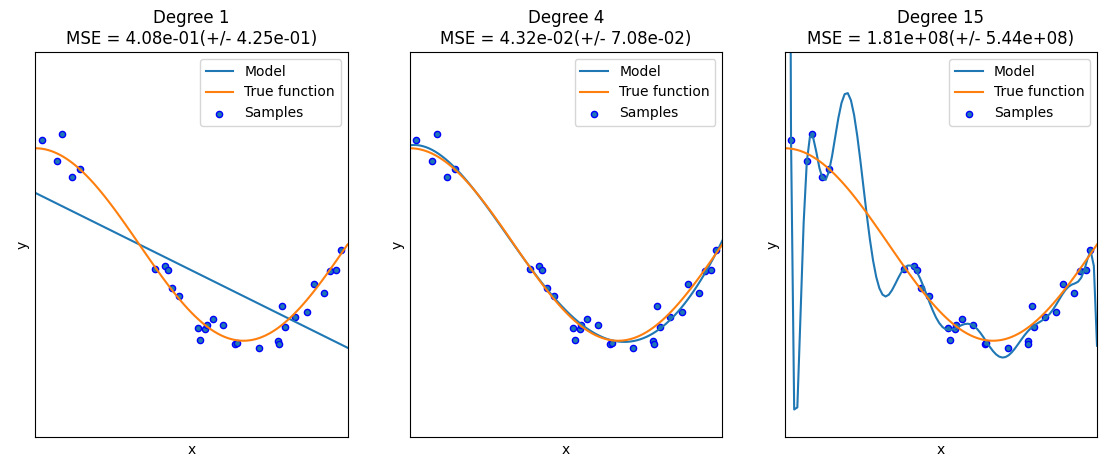 Degree 1
MSE = 4.08e-01(+/- 4.25e-01)
Model
True function
Samples
y
x
Degree 4
MSE = 4.32e-02(+/- 7.08e-02)
Model
True function
Samples
y
x
Degree 15
MSE = 1.81e+08(+/- 5.44e+08)
Model
True function
Samples
y
x